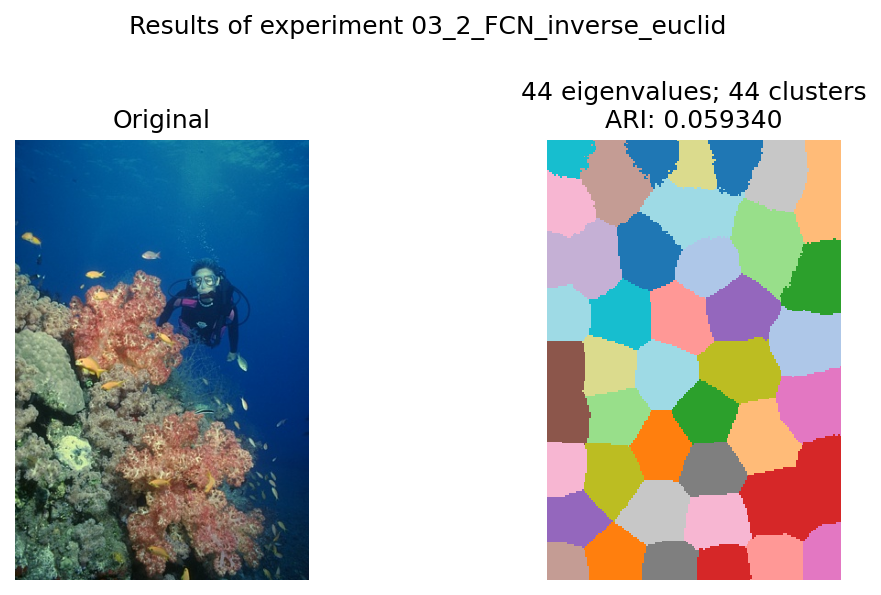 Results of experiment 03_2_FCN_inverse_euclid
Original
44 eigenvalues; 44 clusters
ARI: 0.059340